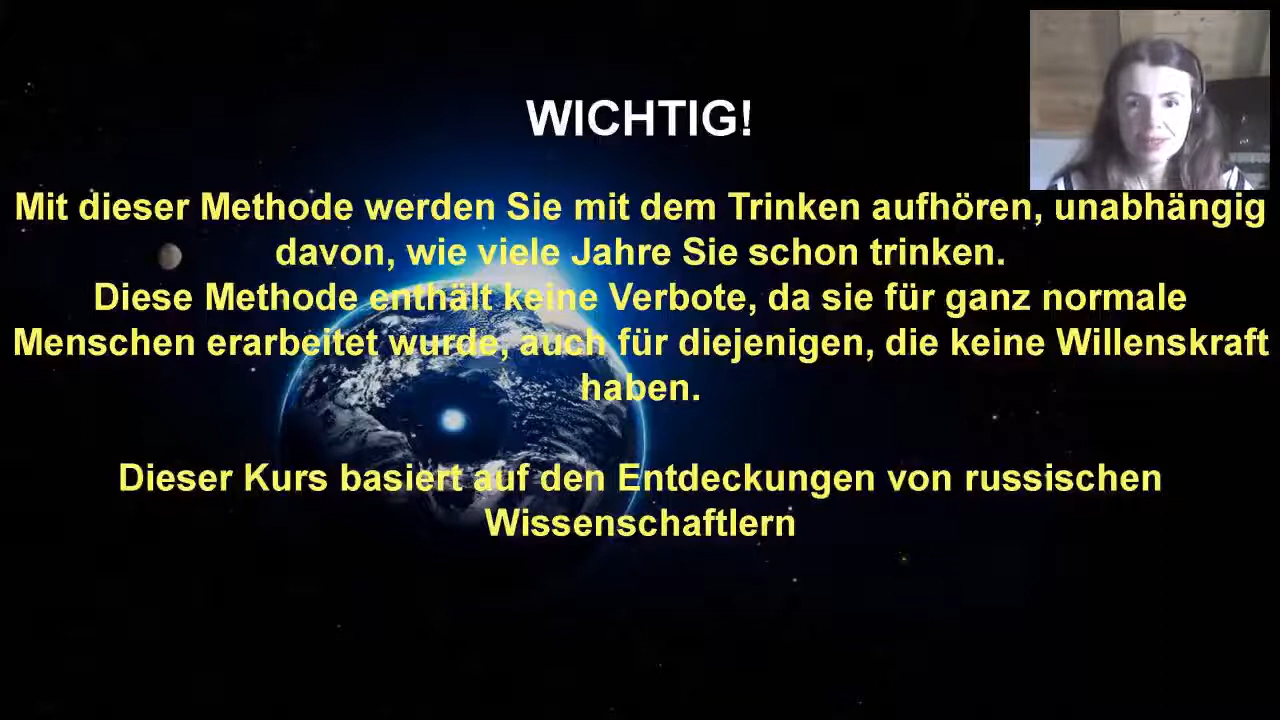 WICHTIG!
Mit dieser Methode werden Sie mit dem Trinken aufhören, unabhängig
davon, wie viele Jahre Sie schon trinken.
Diese Methode enthält keine Verbote, da sie für ganz normale
Menschen erarbeitet wurde, auch für diejenigen, die keine Willenskraft
haben.
Dieser Kurs basiert auf den Entdeckungen von russischen
Wissenschaftlern